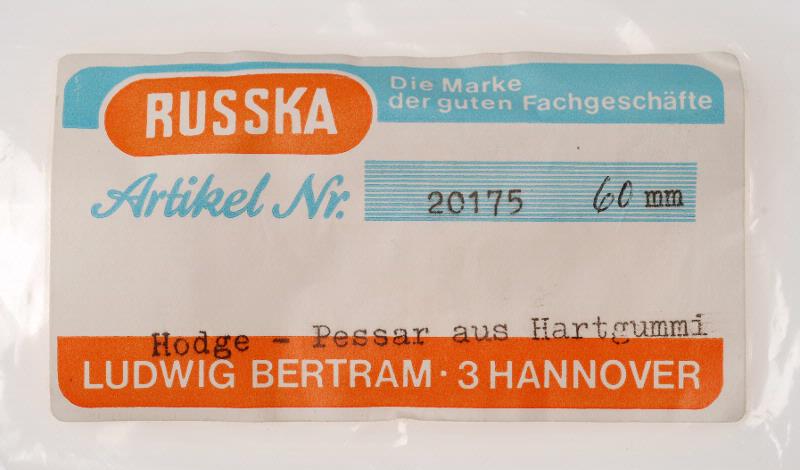 RUSSKA
Die Marke
der guten Fachgeschäfte
Artikel Nr. 20175 60 mm
Hodge - Pessar aus Hartgummi
LUDWIG BERTRAM · 3 HANNOVER